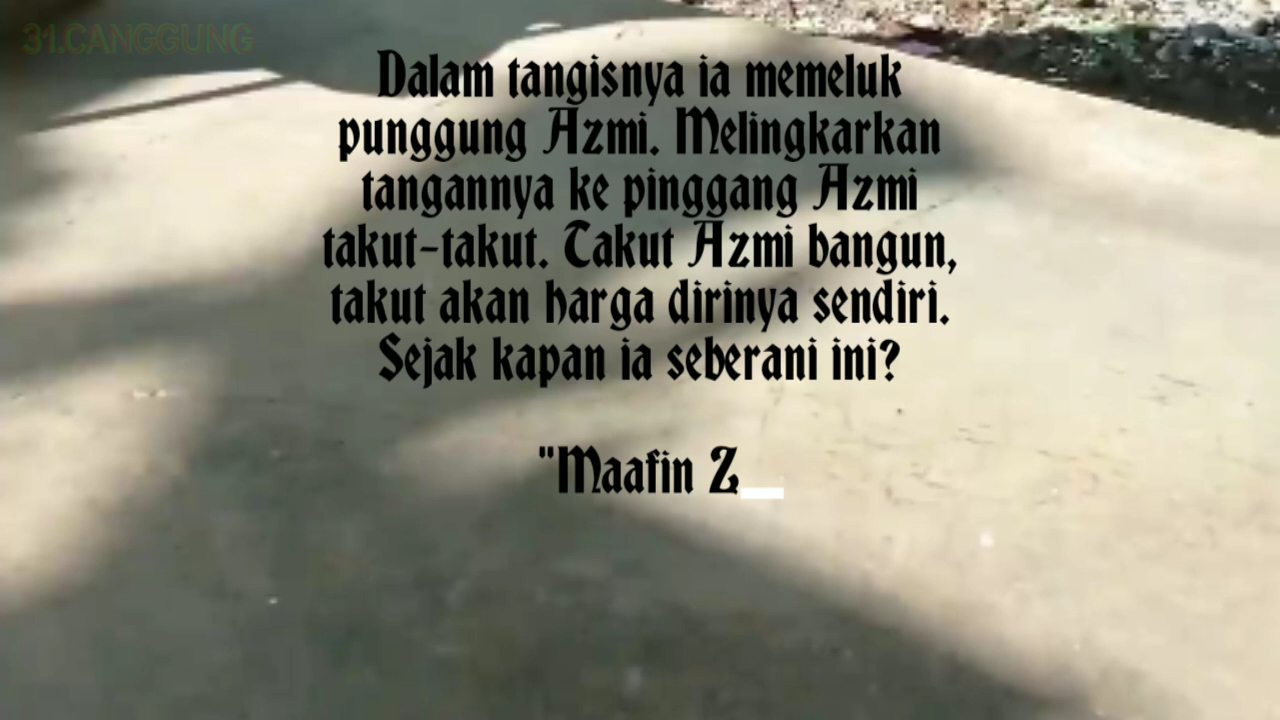 31.CANGGUNG
Dalam tangisnya ia memeluk
punggung Azmi. Melingkarkan
tangannya ke pinggang Azmi
takut-takut. Takut Azmi bangun,
takut akan harga dirinya sendiri.
Sejak kapan ia seberani ini?
"Maafin Z_